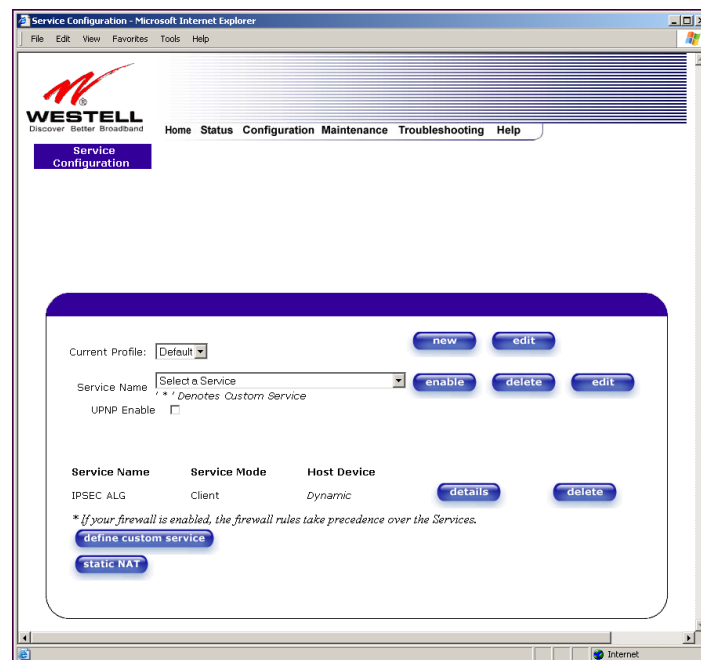 Service Configuration - Microsoft Internet Explorer
File Edit View Favorites Tools Help
WESTELL
®
Discover Better Broadband
Home Status Configuration Maintenance Troubleshooting Help
Service
Configuration
new edit
Current Profile: Default
Service Name Select a Service enable delete edit
' * ' Denotes Custom Service
UPNP Enable
Service Name Service Mode Host Device
IPSEC ALG Client Dynamic details delete
* If your firewall is enabled, the firewall rules take precedence over the Services.
define custom service
static NAT
Internet